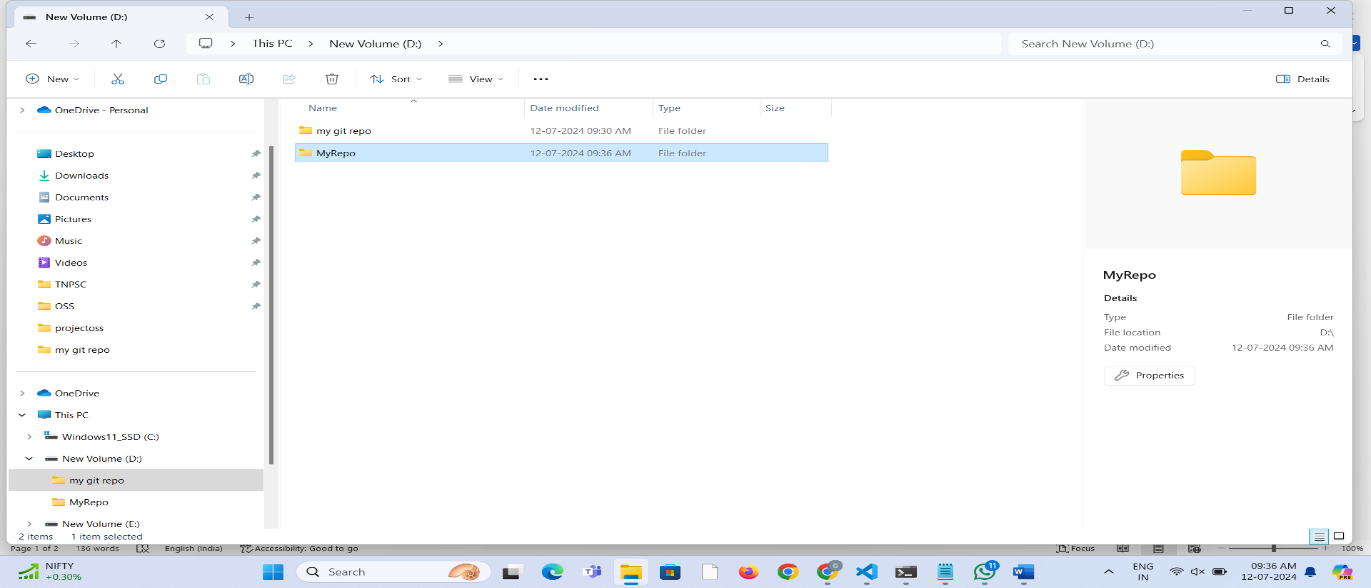 New Volume (D:)
This PC
New Volume (D:)
Search New Volume (D:)
New
Sort
View
Details
OneDrive - Personal
Desktop
Downloads
Documents
Pictures
Music
Videos
TNPSC
OSS
projectoss
my git repo
OneDrive
This PC
Windows11_SSD (C:)
New Volume (D:)
my git repo
MyRepo
New Volume (E:)
Name Date modified Type Size
my git repo 12-07-2024 09:30 AM File folder
MyRepo 12-07-2024 09:36 AM File folder
MyRepo
Details
Type File folder
File location D:\
Date modified 12-07-2024 09:36 AM
Properties
2 items 1 item selected
Page 1 of 2 136 words English (India) Accessibility: Good to go Focus 100%
NIFTY
+0.30%
Search
11
ENG
IN
09:36 AM
12-07-2024